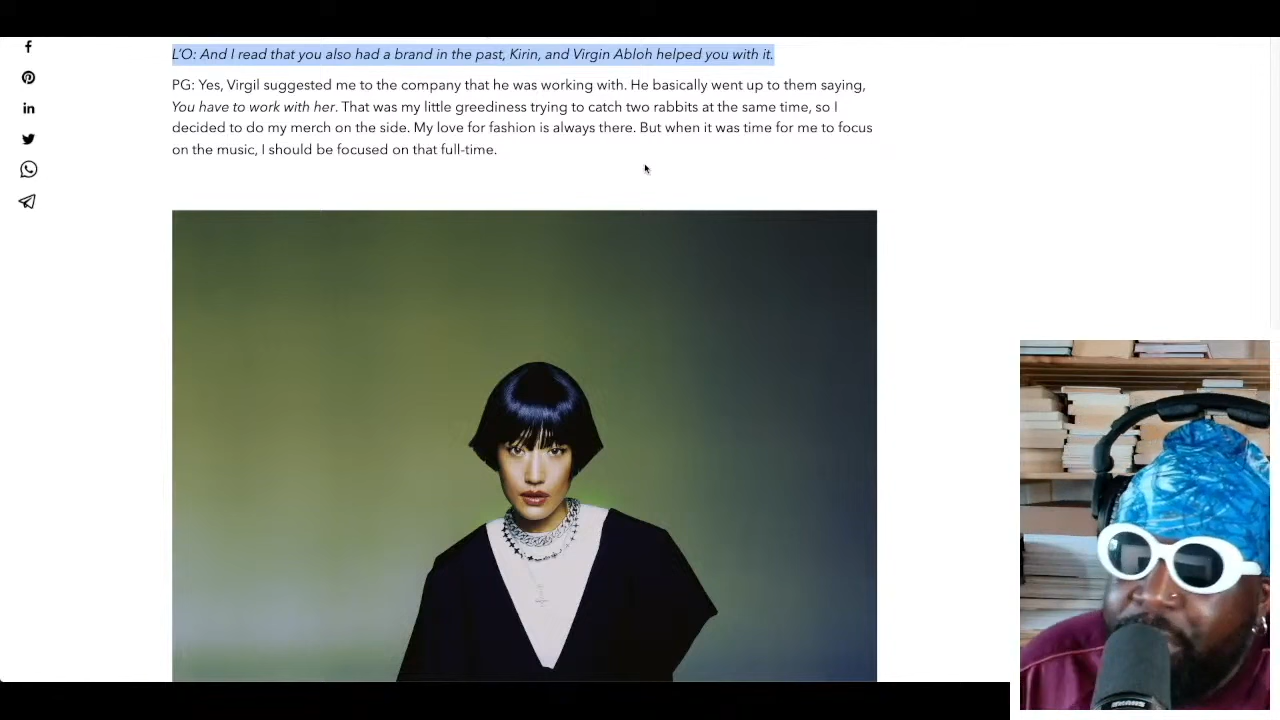 L'O: And I read that you also had a brand in the past, Kirin, and Virgin Abloh helped you with it.
PG: Yes, Virgil suggested me to the company that he was working with. He basically went up to them saying,
You have to work with her. That was my little greediness trying to catch two rabbits at the same time, so I
decided to do my merch on the side. My love for fashion is always there. But when it was time for me to focus
on the music, I should be focused on that full-time.